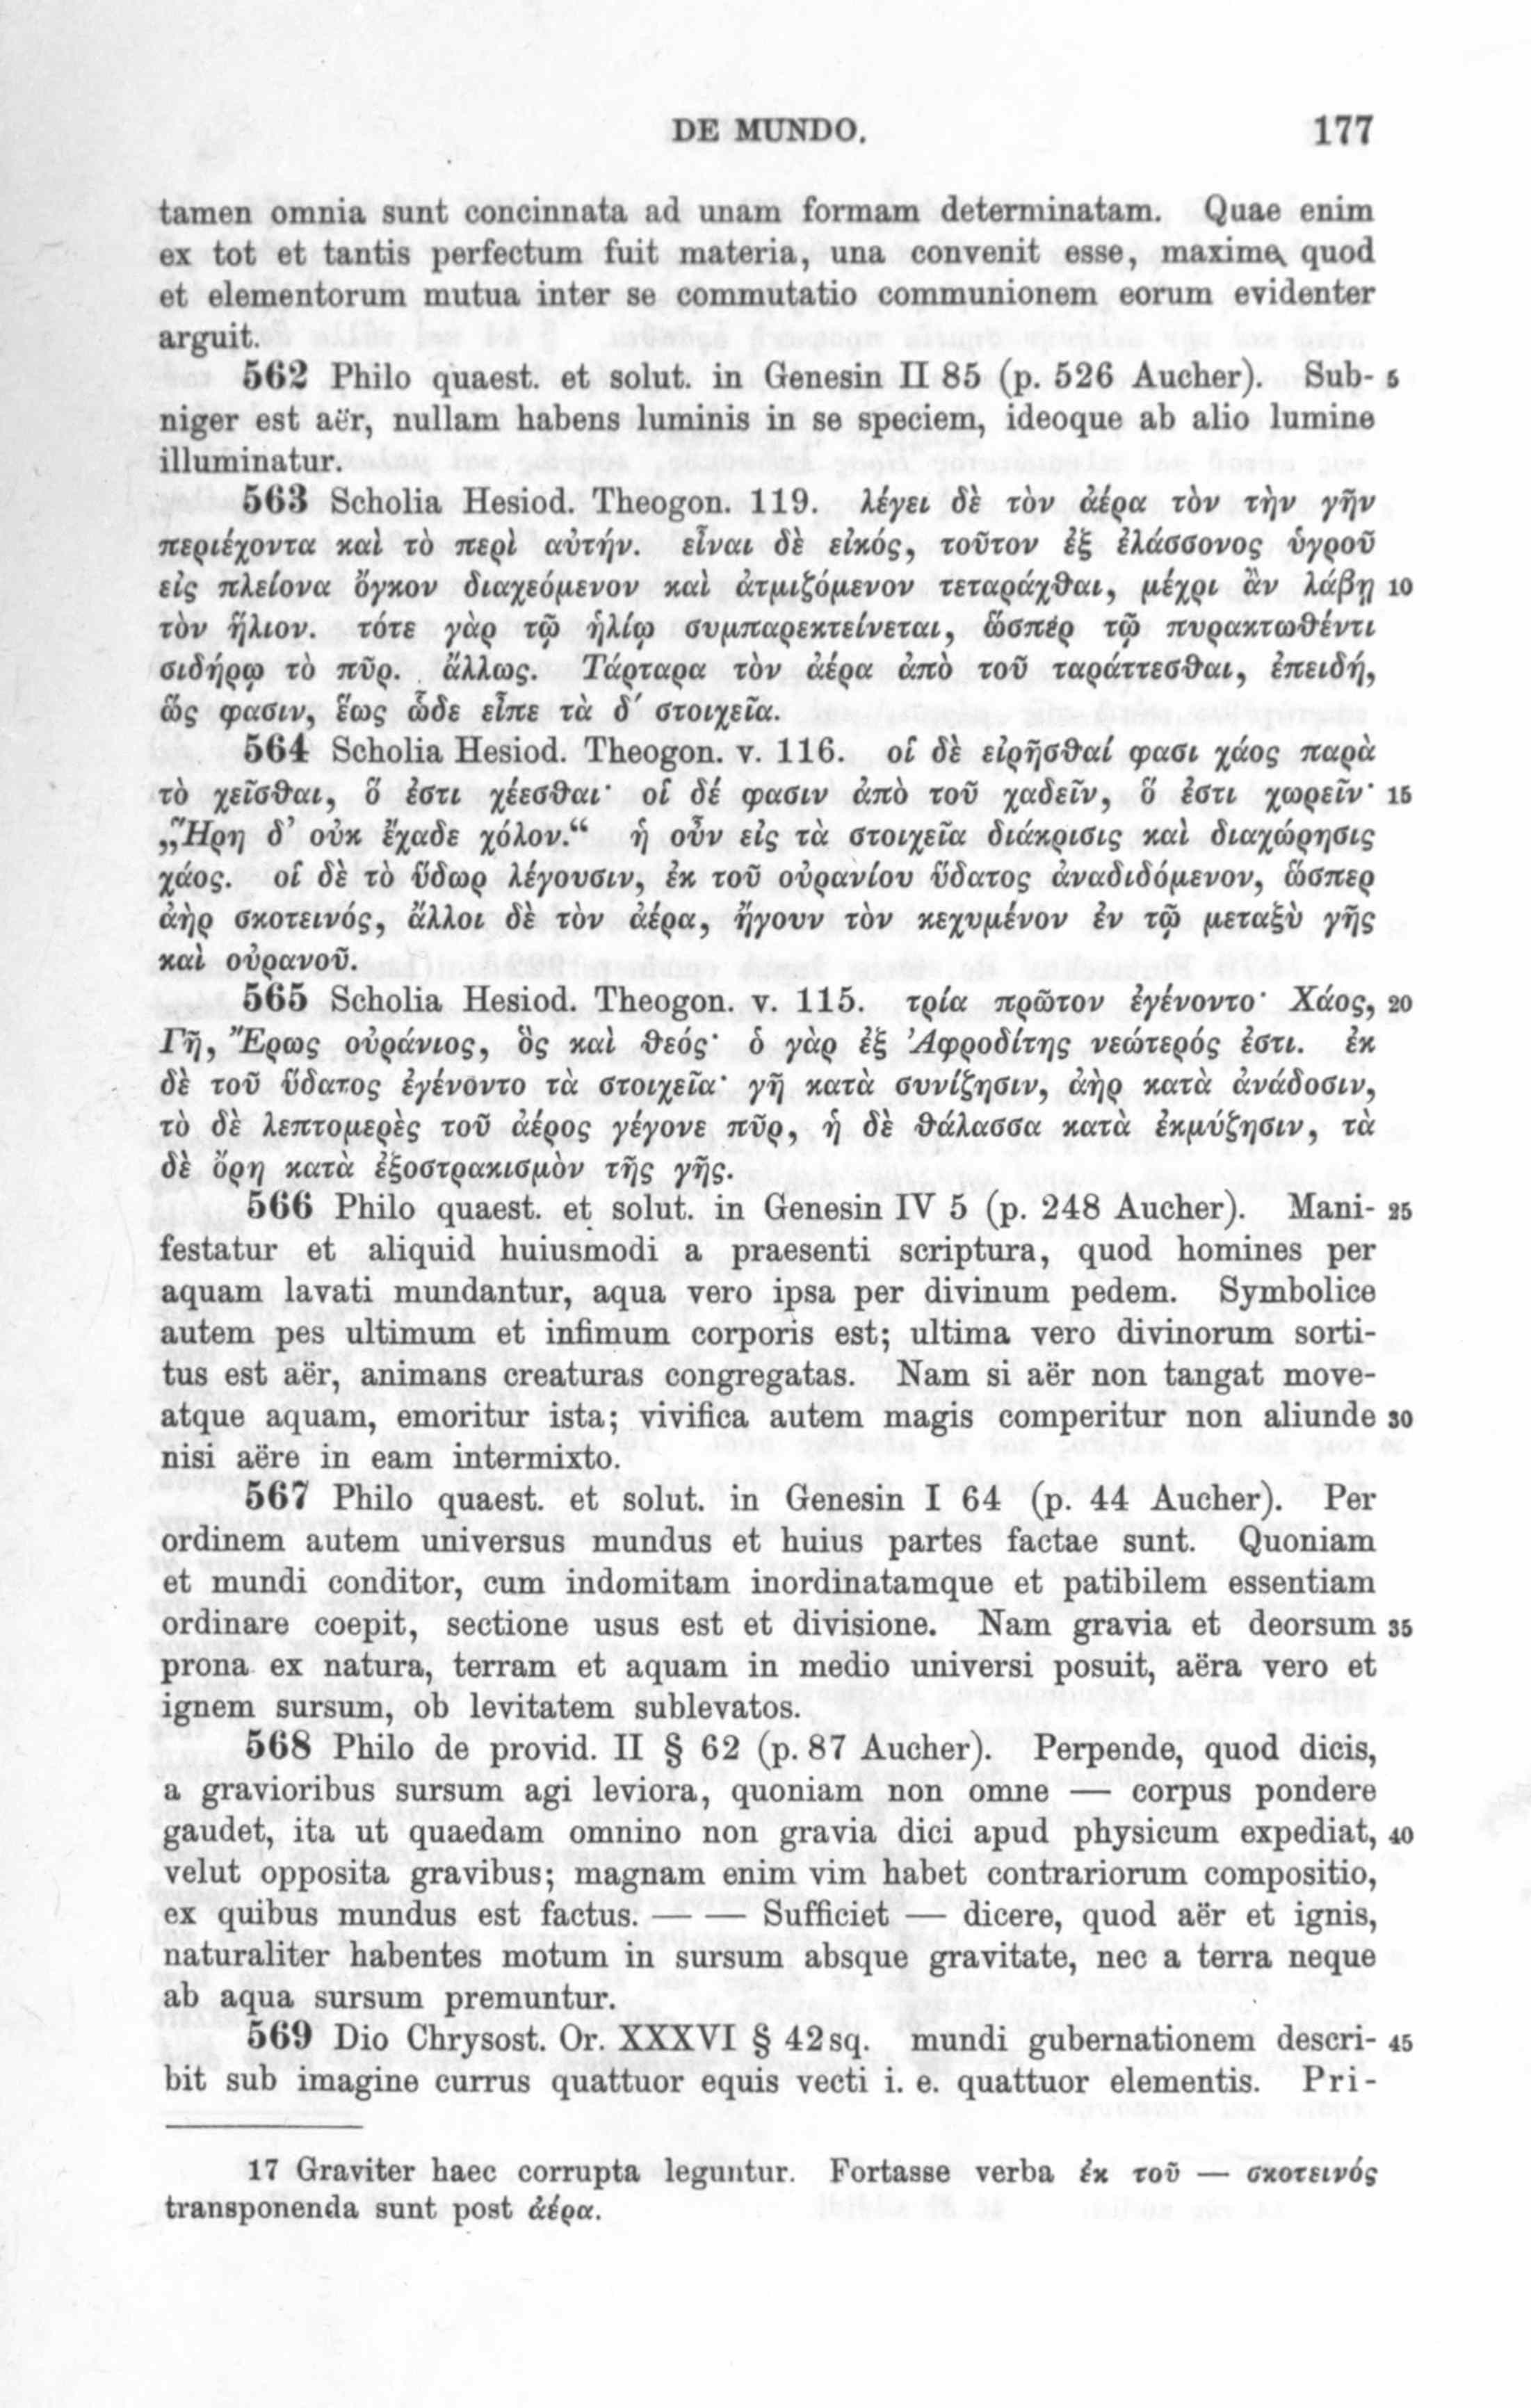 DE MUNDO. 177
tamen omnia sunt concinnata ad unam formam determinatam. Quae enim
ex tot et tantis perfectum fuit materia, una convenit esse, maxime quod
et elementorum mutua inter se commutatio communionem eorum evidenter
arguit.
562 Philo quaest. et solut. in Genesin II 85 (p. 526 Aucher). Sub- 5
niger est aër, nullam habens luminis in se speciem, ideoque ab alio lumine
illuminatur.
563 Scholia Hesiod. Theogon. 119. λέγει δὲ τὸν ἀέρα τὸν τὴν γῆν
περιέχοντα καὶ τὸ περὶ αὐτήν. εἶναι δὲ εἰκός, τοῦτον ἐξ ἐλάσσονος ὑγροῦ
εἰς πλείονα ὄγκον διαχεόμενον καὶ ἀτμιζόμενον τεταράχθαι, μέχρι ἂν λάβῃ 10
τὸν ἥλιον. τότε γὰρ τῷ ἡλίῳ συμπαρεκτείνεται, ὥσπερ τῷ πυρακτωθέντι
σιδήρῳ τὸ πῦρ. ἄλλως. Τάρταρα τὸν ἀέρα ἀπὸ τοῦ ταράττεσθαι, ἐπειδή,
ὥς φασιν, ἕως ὧδε εἶπε τὰ δ´ στοιχεῖα.
564 Scholia Hesiod. Theogon. v. 116. οἱ δὲ εἰρῆσθαί φασι χάος παρὰ
τὸ χεῖσθαι, ὅ ἐστι χέεσθαι· οἱ δέ φασιν ἀπὸ τοῦ χαδεῖν, ὅ ἐστι χωρεῖν· 15
„Ἥρη δ’ οὐκ ἔχαδε χόλον.“ ἡ οὖν εἰς τὰ στοιχεῖα διάκρισις καὶ διαχώρησις
χάος. οἱ δὲ τὸ ὕδωρ λέγουσιν, ἐκ τοῦ οὐρανίου ὕδατος ἀναδιδόμενον, ὥσπερ
ἀὴρ σκοτεινός, ἄλλοι δὲ τὸν ἀέρα, ἤγουν τὸν κεχυμένον ἐν τῷ μεταξὺ γῆς
καὶ οὐρανοῦ.
565 Scholia Hesiod. Theogon. v. 115. τρία πρῶτον ἐγένοντο· Χάος, 20
Γῆ, Ἔρως οὐράνιος, ὃς καὶ θεός· ὁ γὰρ ἐξ Ἀφροδίτης νεώτερός ἐστι. ἐκ
δὲ τοῦ ὕδατος ἐγένοντο τὰ στοιχεῖα· γῆ κατὰ συνίζησιν, ἀὴρ κατὰ ἀνάδοσιν,
τὸ δὲ λεπτομερὲς τοῦ ἀέρος γέγονε πῦρ, ἡ δὲ θάλασσα κατὰ ἐκμύζησιν, τὰ
δὲ ὄρη κατὰ ἐξοστρακισμὸν τῆς γῆς.
566 Philo quaest. et solut. in Genesin IV 5 (p. 248 Aucher). Mani- 25
festatur et aliquid huiusmodi a praesenti scriptura, quod homines per
aquam lavati mundantur, aqua vero ipsa per divinum pedem. Symbolice
autem pes ultimum et infimum corporis est; ultima vero divinorum sorti-
tus est aër, animans creaturas congregatas. Nam si aër non tangat move-
atque aquam, emoritur ista; vivifica autem magis comperitur non aliunde 30
nisi aëre in eam intermixto.
567 Philo quaest. et solut. in Genesin I 64 (p. 44 Aucher). Per
ordinem autem universus mundus et huius partes factae sunt. Quoniam
et mundi conditor, cum indomitam inordinatamque et patibilem essentiam
ordinare coepit, sectione usus est et divisione. Nam gravia et deorsum 35
prona ex natura, terram et aquam in medio universi posuit, aëra vero et
ignem sursum, ob levitatem sublevatos.
568 Philo de provid. II § 62 (p. 87 Aucher). Perpende, quod dicis,
a gravioribus sursum agi leviora, quoniam non omne — corpus pondere
gaudet, ita ut quaedam omnino non gravia dici apud physicum expediat, 40
velut opposita gravibus; magnam enim vim habet contrariorum compositio,
ex quibus mundus est factus. — — Sufficiet — dicere, quod aër et ignis,
naturaliter habentes motum in sursum absque gravitate, nec a terra neque
ab aqua sursum premuntur.
569 Dio Chrysost. Or. XXXVI § 42 sq. mundi gubernationem descri- 45
bit sub imagine currus quattuor equis vecti i. e. quattuor elementis. Pri-
17 Graviter haec corrupta leguntur. Fortasse verba ἐκ τοῦ — σκοτεινός
transponenda sunt post ἀέρα.